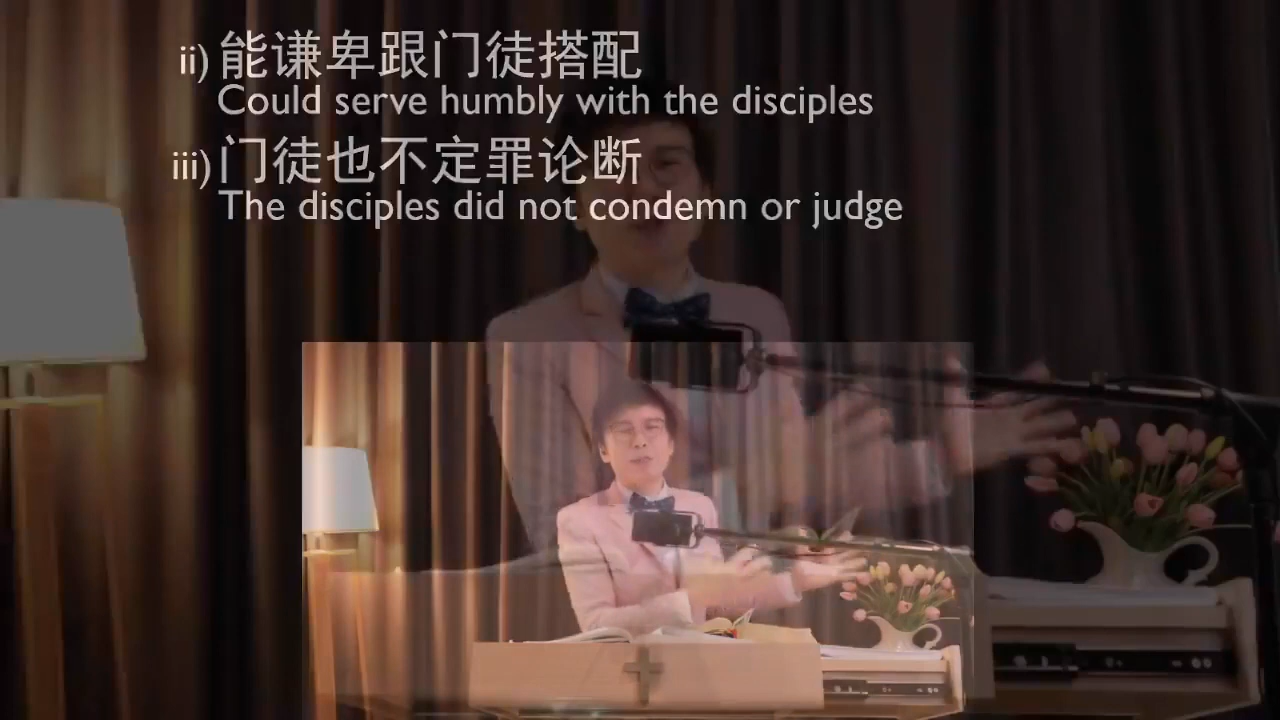 ii) 能谦卑跟门徒搭配
Could serve humbly with the disciples
iii) 门徒也不定罪论断
The disciples did not condemn or judge